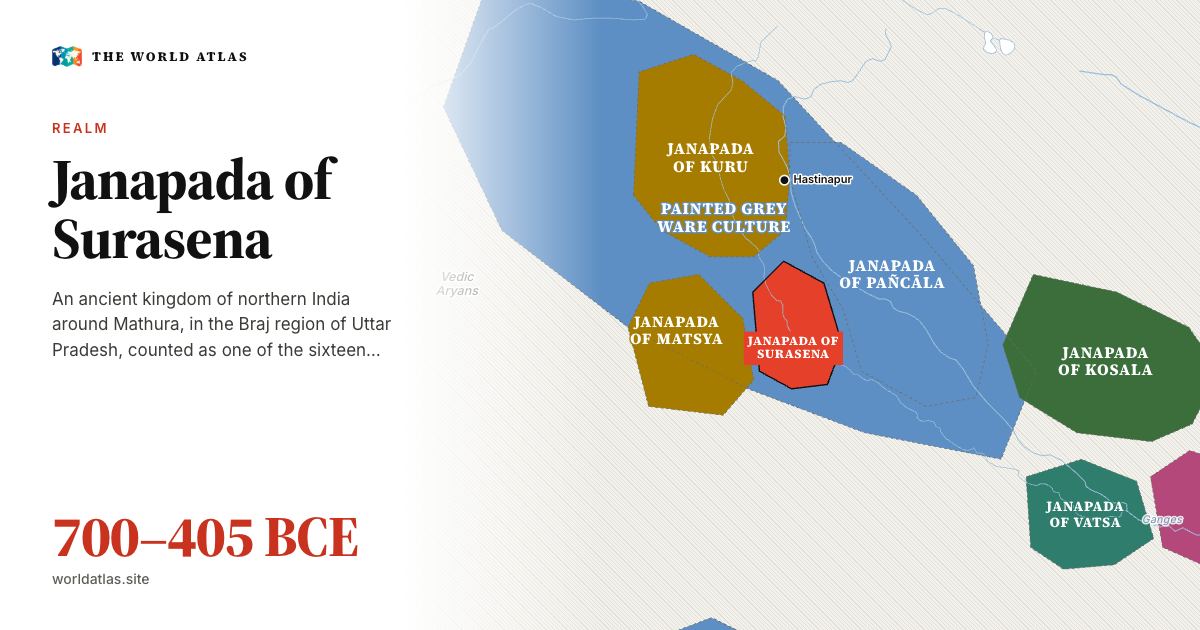 THE WORLD ATLAS
REALM
Janapada of
Surasena
An ancient kingdom of northern India
around Mathura, in the Braj region of Uttar
Pradesh, counted as one of the sixteen...
700–405 BCE
worldatlas.site
JANAPADA
OF KURU
Hastinapur
PAINTED GREY
WARE CULTURE
Vedic
Aryans
JANAPADA
OF PAÑCĀLA
JANAPADA
OF MATSYA
JANAPADA OF
SURASENA
JANAPADA
OF KOSALA
JANAPADA
OF VATSA
Ganges